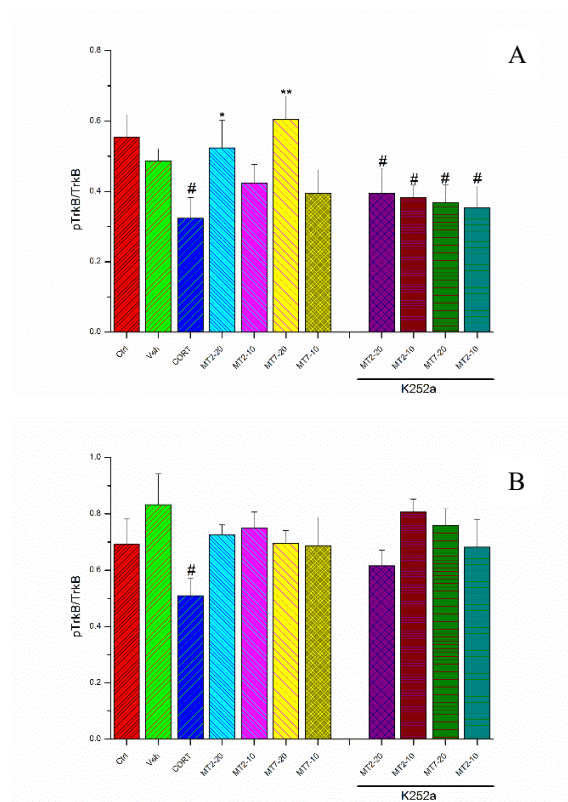 A
0.8
0.6
0.4
0.2
0.0
pTrkB/TrkB
#
*
**
#
#
#
#
Ctrl
Veh
CORT
MT2-20
MT2-10
MT7-20
MT7-10
MT2-20
MT2-10
MT7-20
MT2-10
K252a
B
1.0
0.8
0.6
0.4
0.2
0.0
pTrkB/TrkB
#
Ctrl
Veh
CORT
MT2-20
MT2-10
MT7-20
MT7-10
MT2-20
MT2-10
MT7-20
MT2-10
K252a